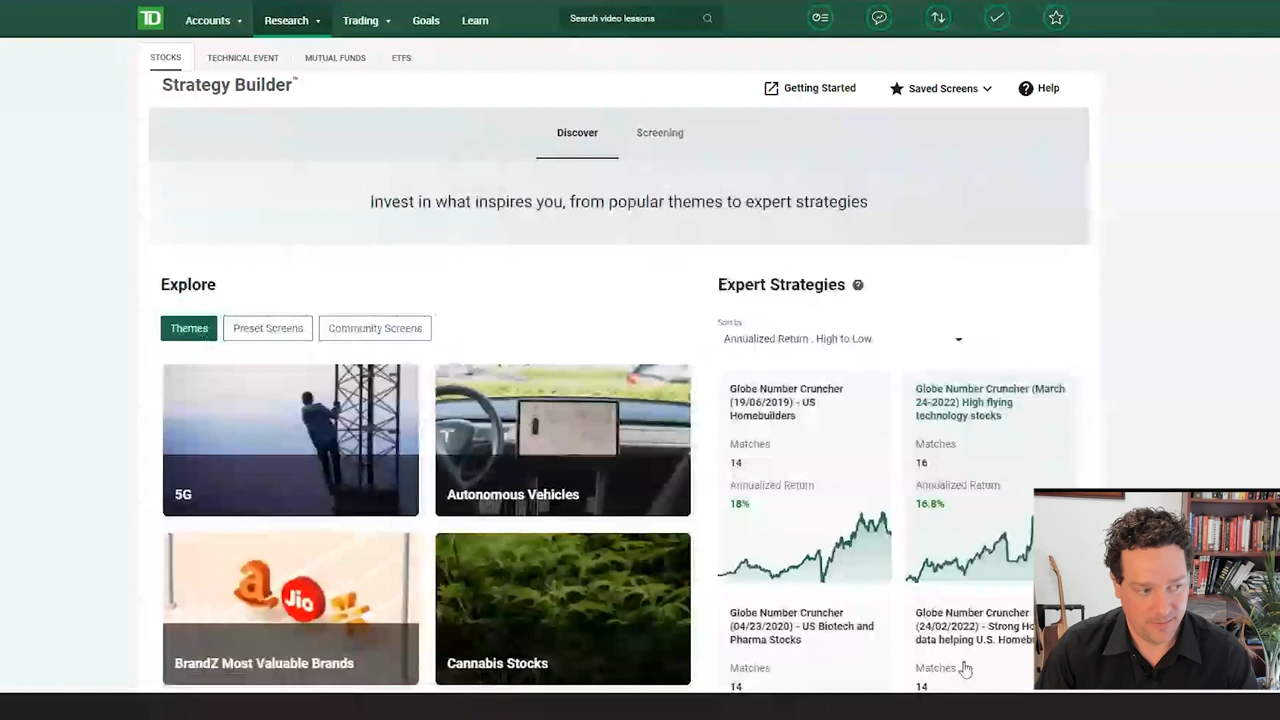 TD
Accounts
Research
Trading
Goals
Learn
Search video lessons
STOCKS
TECHNICAL EVENT
MUTUAL FUNDS
ETFS
Strategy Builder™
Getting Started
Saved Screens
Help
Discover
Screening
Invest in what inspires you, from popular themes to expert strategies
Explore
Themes
Preset Screens
Community Screens
5G
Autonomous Vehicles
a
Jio
BrandZ Most Valuable Brands
Cannabis Stocks
Expert Strategies
Sort by
Annualized Return , High to Low
Globe Number Cruncher
(19/06/2019) - US
Homebuilders
Matches
14
Annualized Return
18%
Globe Number Cruncher (March
24-2022) High flying
technology stocks
Matches
16
Annualized Return
16.8%
Globe Number Cruncher
(04/23/2020) - US Biotech and
Pharma Stocks
Matches
14
Globe Number Cruncher
(24/02/2022) - Strong
data helping U.S.
Matches
14